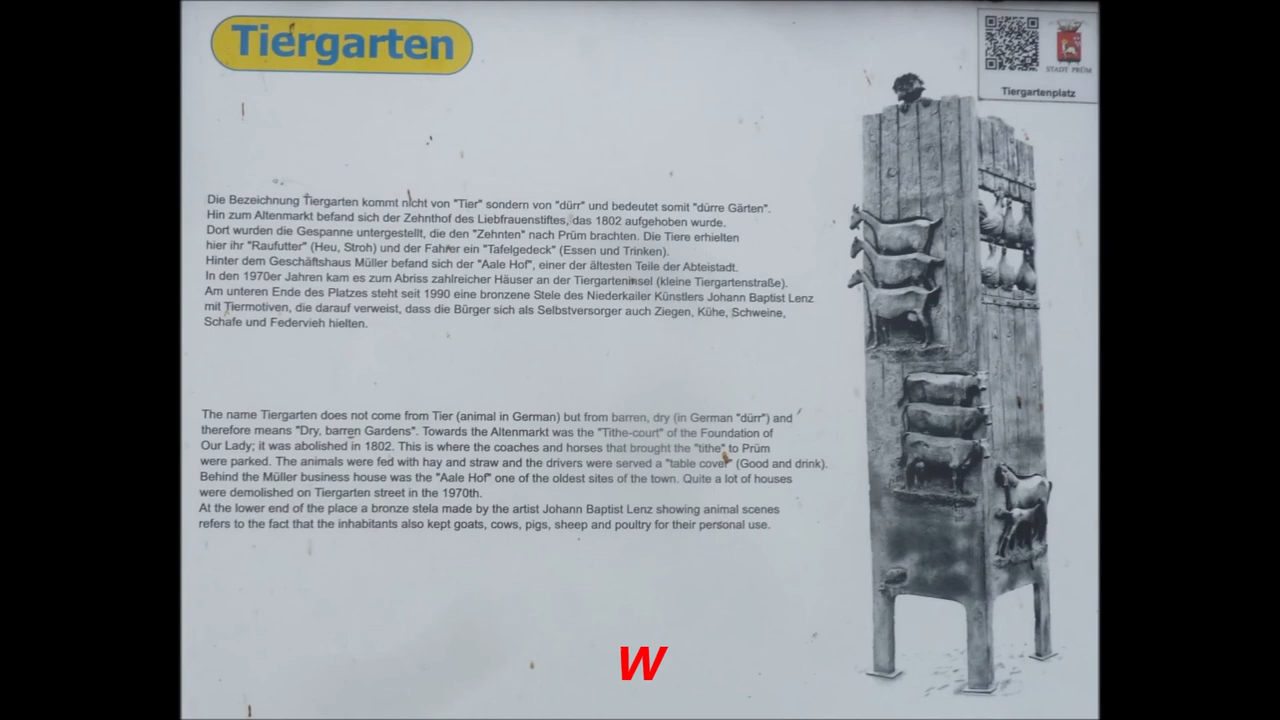 Tiergarten
STADT PRÜM
Tiergartenplatz
Die Bezeichnung Tiergarten kommt nicht von "Tier" sondern von "dürr" und bedeutet somit "dürre Gärten".
Hin zum Altenmarkt befand sich der Zehnthof des Liebfrauenstiftes, das 1802 aufgehoben wurde.
Dort wurden die Gespanne untergestellt, die den "Zehnten" nach Prüm brachten. Die Tiere erhielten
hier ihr "Raufutter" (Heu, Stroh) und der Fahrer ein "Tafelgedeck" (Essen und Trinken).
Hinter dem Geschäftshaus Müller befand sich der "Aale Hof", einer der ältesten Teile der Abteistadt.
In den 1970er Jahren kam es zum Abriss zahlreicher Häuser an der Tiergarteninsel (kleine Tiergartenstraße).
Am unteren Ende des Platzes steht seit 1990 eine bronzene Stele des Niederkailer Künstlers Johann Baptist Lenz
mit Tiermotiven, die darauf verweist, dass die Bürger sich als Selbstversorger auch Ziegen, Kühe, Schweine,
Schafe und Federvieh hielten.
The name Tiergarten does not come from Tier (animal in German) but from barren, dry (in German "dürr") and
therefore means "Dry, barren Gardens". Towards the Altenmarkt was the "Tithe-court" of the Foundation of
Our Lady; it was abolished in 1802. This is where the coaches and horses that brought the "tithe" to Prüm
were parked. The animals were fed with hay and straw and the drivers were served a "table cover" (Good and drink).
Behind the Müller business house was the "Aale Hof" one of the oldest sites of the town. Quite a lot of houses
were demolished on Tiergarten street in the 1970th.
At the lower end of the place a bronze stela made by the artist Johann Baptist Lenz showing animal scenes
refers to the fact that the inhabitants also kept goats, cows, pigs, sheep and poultry for their personal use.
W